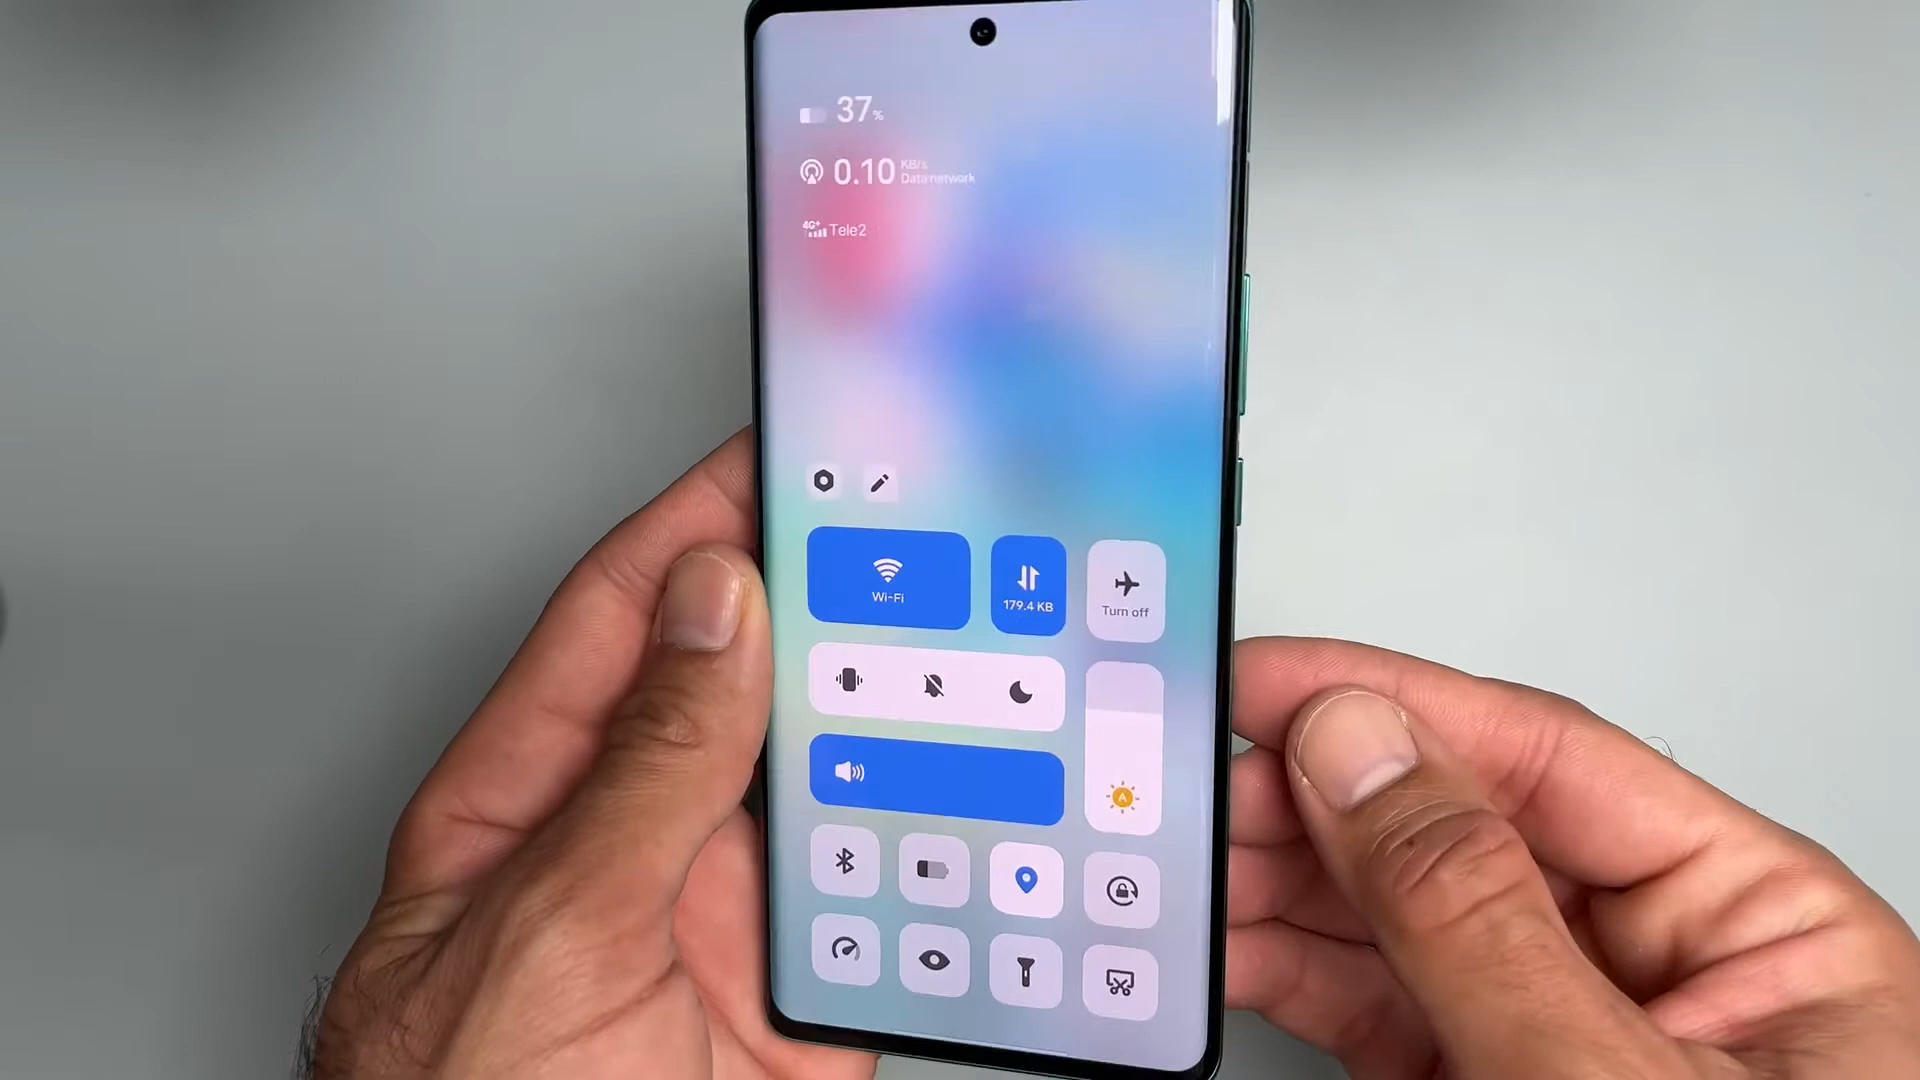 37%
0.10 KB/s
Data network
4G+ Tele2
Wi-Fi
179.4 KB
Turn off
A